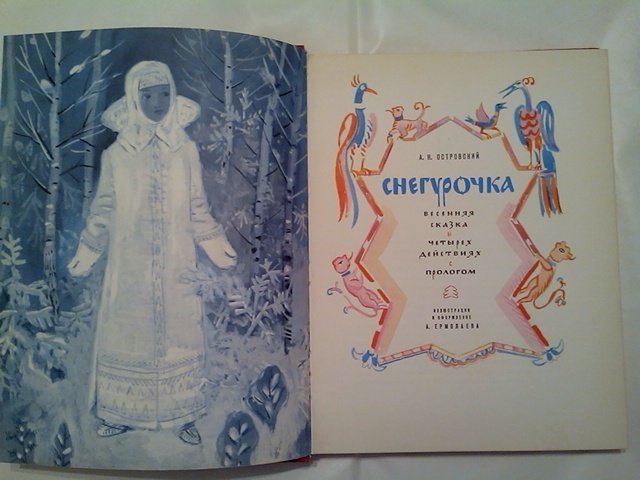 А. Н. ОСТРОВСКИЙ
СНЕГУРОЧКА
ВЕСЕННЯЯ
СКАЗКА
В
ЧЕТЫРЕХ
ДЕЙСТВИЯХ
С
ПРОЛОГОМ
ИЛЛЮСТРАЦИИ
И ОФОРМЛЕНИЕ
А. ЕРМОЛАЕВА